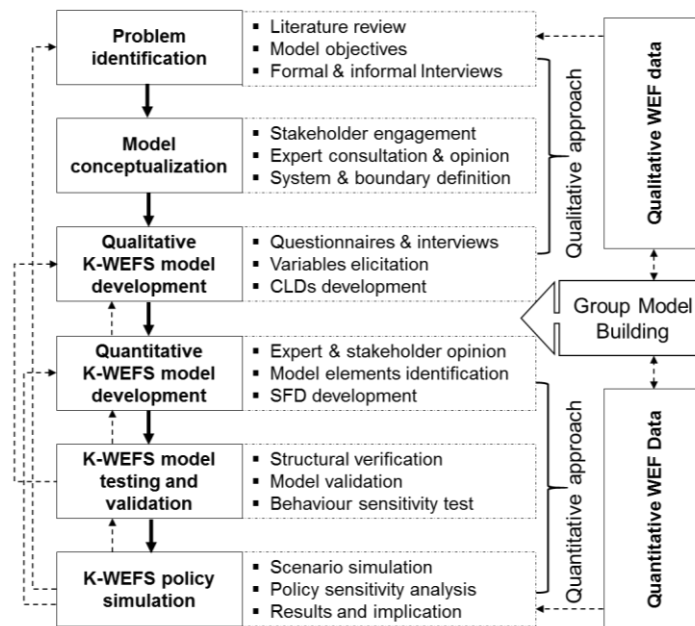 Problem
identification
▪ Literature review
▪ Model objectives
▪ Formal & informal Interviews
Model
conceptualization
▪ Stakeholder engagement
▪ Expert consultation & opinion
▪ System & boundary definition
Qualitative
K-WEFS model
development
▪ Questionnaires & interviews
▪ Variables elicitation
▪ CLDs development
Quantitative
K-WEFS model
development
▪ Expert & stakeholder opinion
▪ Model elements identification
▪ SFD development
K-WEFS model
testing and
validation
▪ Structural verification
▪ Model validation
▪ Behaviour sensitivity test
K-WEFS policy
simulation
▪ Scenario simulation
▪ Policy sensitivity analysis
▪ Results and implication
Qualitative approach
Quantitative approach
Qualitative WEF data
Group Model
Building
Quantitative WEF Data